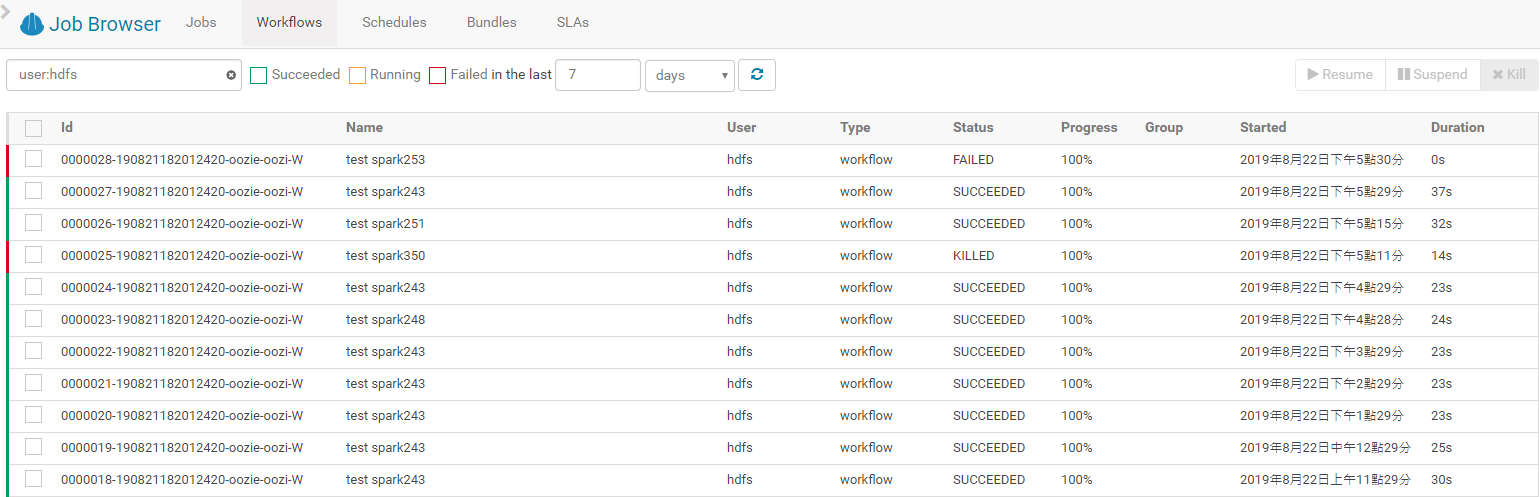 Job Browser Jobs Workflows Schedules Bundles SLAs
user:hdfs Succeeded Running Failed in the last 7 days Resume Suspend Kill
Id Name User Type Status Progress Group Started Duration
0000028-190821182012420-oozie-oozi-W test spark253 hdfs workflow FAILED 100% 2019年8月22日下午5點30分 0s
0000027-190821182012420-oozie-oozi-W test spark243 hdfs workflow SUCCEEDED 100% 2019年8月22日下午5點29分 37s
0000026-190821182012420-oozie-oozi-W test spark251 hdfs workflow SUCCEEDED 100% 2019年8月22日下午5點15分 32s
0000025-190821182012420-oozie-oozi-W test spark350 hdfs workflow KILLED 100% 2019年8月22日下午5點11分 14s
0000024-190821182012420-oozie-oozi-W test spark243 hdfs workflow SUCCEEDED 100% 2019年8月22日下午4點29分 23s
0000023-190821182012420-oozie-oozi-W test spark248 hdfs workflow SUCCEEDED 100% 2019年8月22日下午4點28分 24s
0000022-190821182012420-oozie-oozi-W test spark243 hdfs workflow SUCCEEDED 100% 2019年8月22日下午3點29分 23s
0000021-190821182012420-oozie-oozi-W test spark243 hdfs workflow SUCCEEDED 100% 2019年8月22日下午2點29分 23s
0000020-190821182012420-oozie-oozi-W test spark243 hdfs workflow SUCCEEDED 100% 2019年8月22日下午1點29分 23s
0000019-190821182012420-oozie-oozi-W test spark243 hdfs workflow SUCCEEDED 100% 2019年8月22日中午12點29分 25s
0000018-190821182012420-oozie-oozi-W test spark243 hdfs workflow SUCCEEDED 100% 2019年8月22日上午11點29分 30s